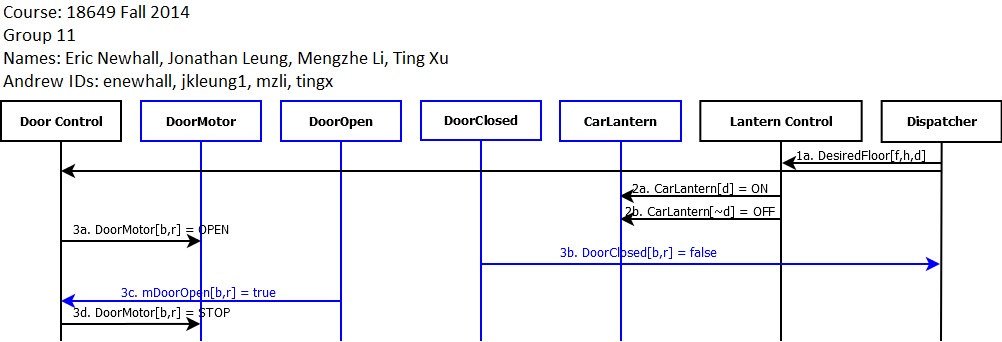 Course: 18649 Fall 2014
Group 11
Names: Eric Newhall, Jonathan Leung, Mengzhe Li, Ting Xu
Andrew IDs: enewhall, jkleung1, mzli, tingx
Door Control DoorMotor DoorOpen DoorClosed CarLantern Lantern Control Dispatcher
1a. DesiredFloor[f,h,d]
2a. CarLantern[d] = ON
2b. CarLantern[~d] = OFF
3a. DoorMotor[b,r] = OPEN
3b. DoorClosed[b,r] = false
3c. mDoorOpen[b,r] = true
3d. DoorMotor[b,r] = STOP